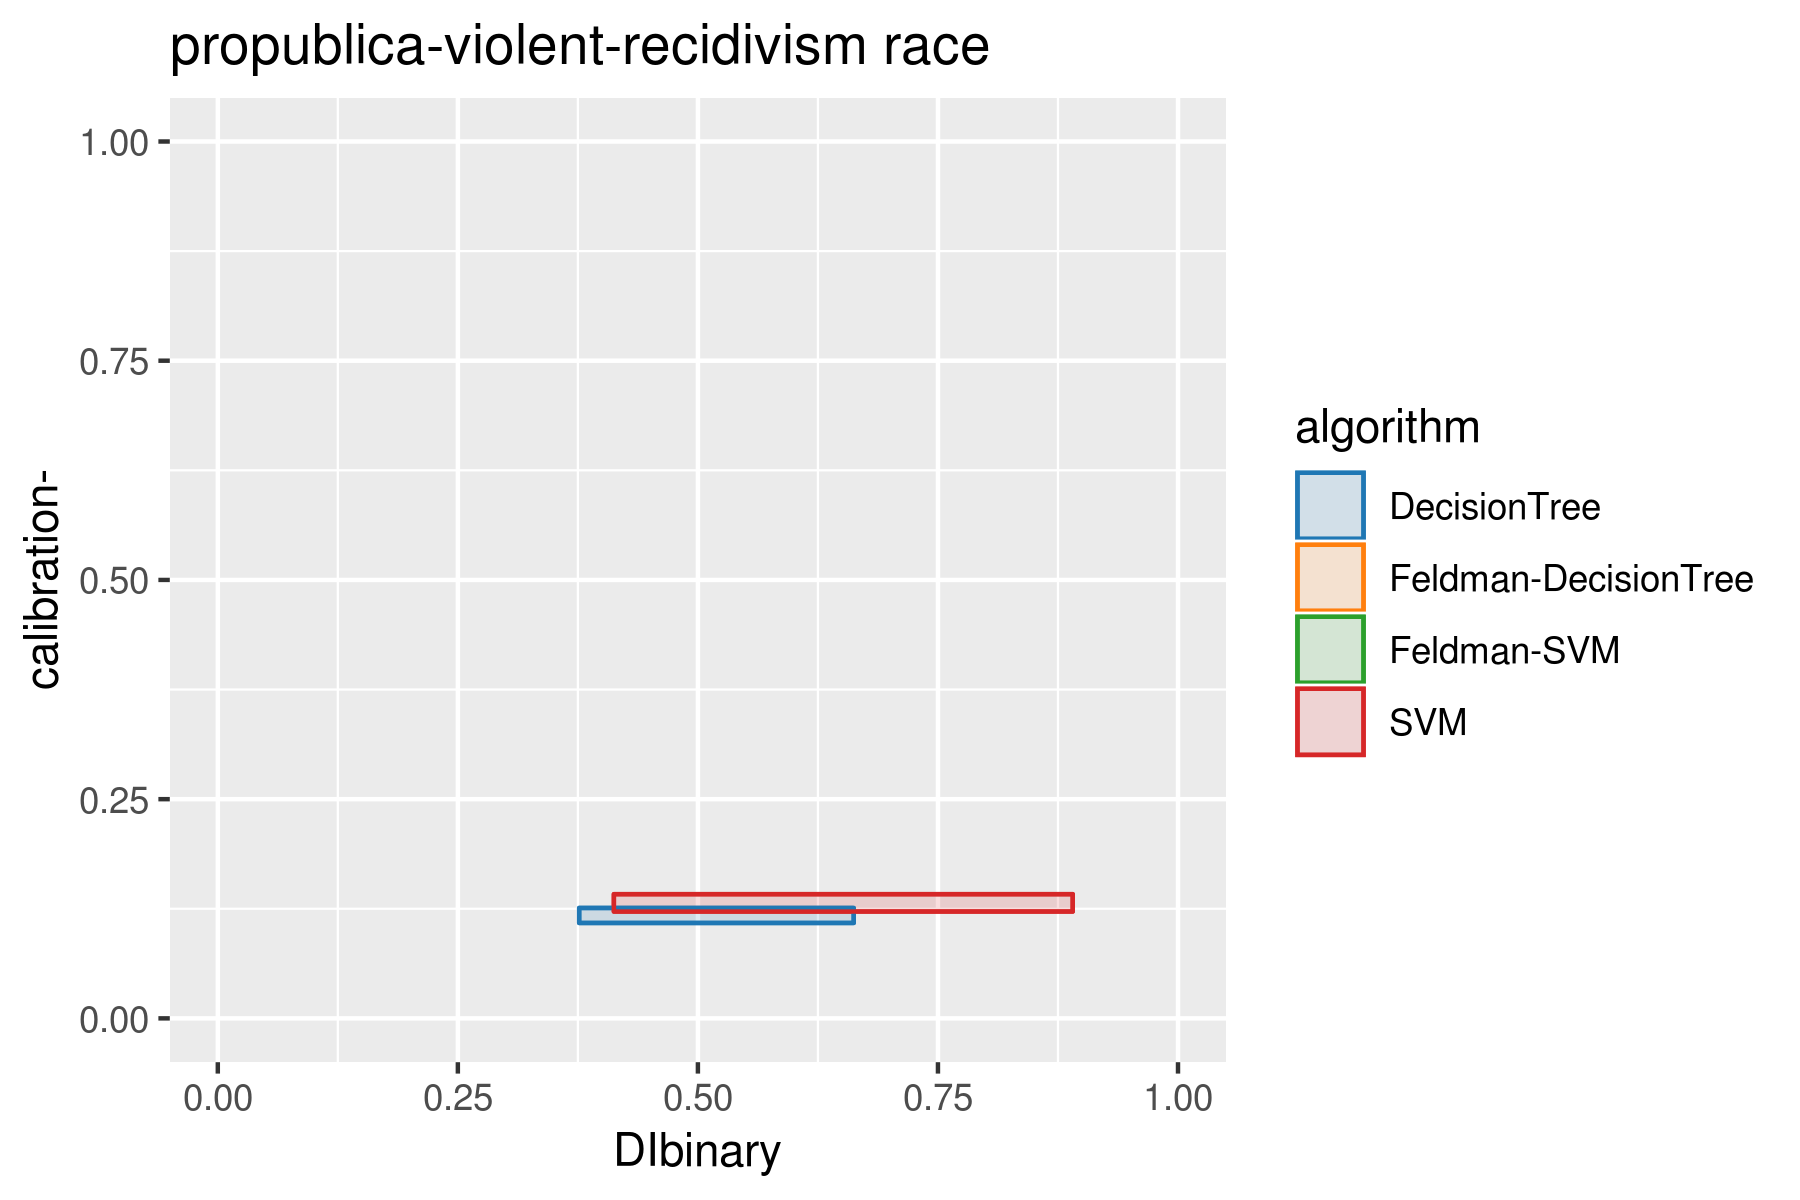 propublica-violent-recidivism race
calibration-
1.00
0.75
0.50
0.25
0.00
0.00
0.25
0.50
0.75
1.00
DIbinary
algorithm
DecisionTree
Feldman-DecisionTree
Feldman-SVM
SVM